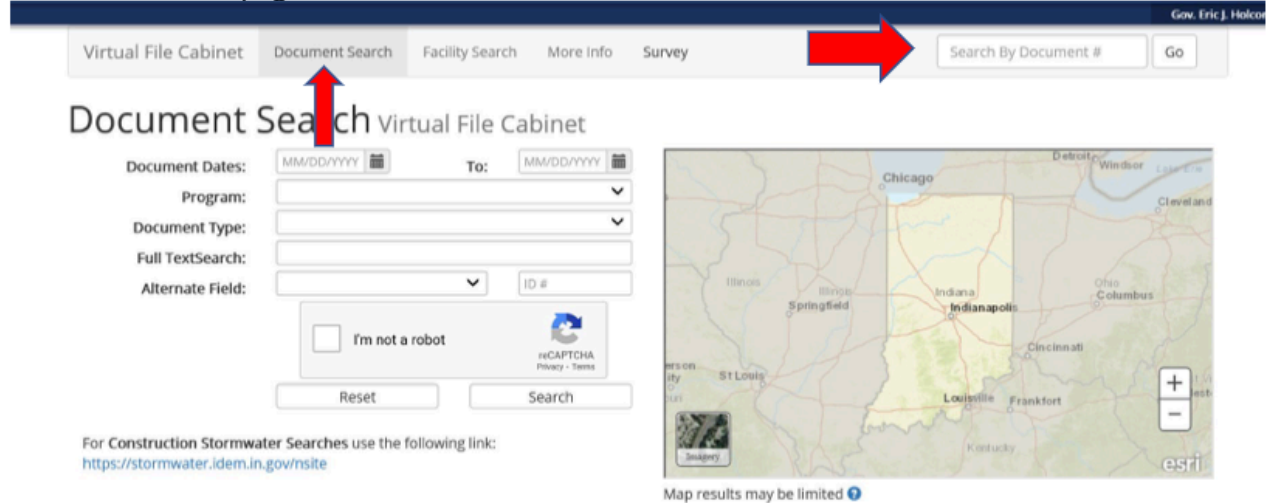 Gov. Eric J. Holcom
Virtual File Cabinet Document Search Facility Search More Info Survey Search By Document # Go
Document Search Virtual File Cabinet
Document Dates: MM/DD/YYYY To: MM/DD/YYYY
Program:
Document Type:
Full TextSearch:
Alternate Field: ID #
I'm not a robot
reCAPTCHA
Privacy - Terms
Reset Search
For Construction Stormwater Searches use the following link:
https://stormwater.idem.in.gov/nsite
Detroit
Windsor
Lake Erie
Chicago
Cleveland
Illinois
Illinois
Indiana
Ohio
Columbus
Springfield
Indianapolis
Cincinnati
St Louis
Louisville
Frankfort
Kentucky
+
−
Imagery
esri
Map results may be limited ?